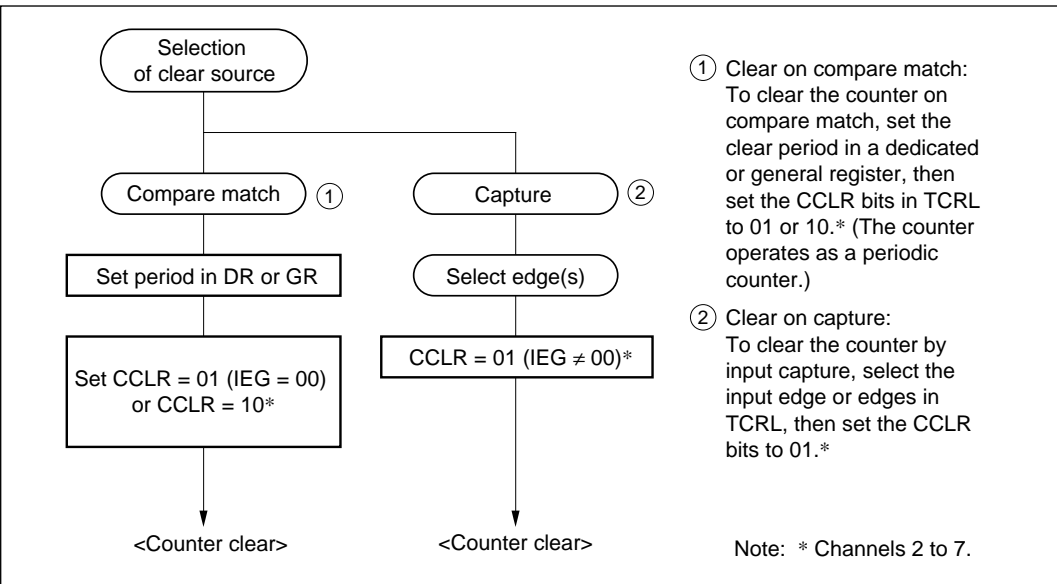 Selection
of clear source
Compare match
1
Set period in DR or GR
Set CCLR = 01 (IEG = 00)
or CCLR = 10*
<Counter clear>
Capture
2
Select edge(s)
CCLR = 01 (IEG ≠ 00)*
<Counter clear>
1 Clear on compare match:
To clear the counter on
compare match, set the
clear period in a dedicated
or general register, then
set the CCLR bits in TCRL
to 01 or 10.* (The counter
operates as a periodic
counter.)
2 Clear on capture:
To clear the counter by
input capture, select the
input edge or edges in
TCRL, then set the CCLR
bits to 01.*
Note: * Channels 2 to 7.